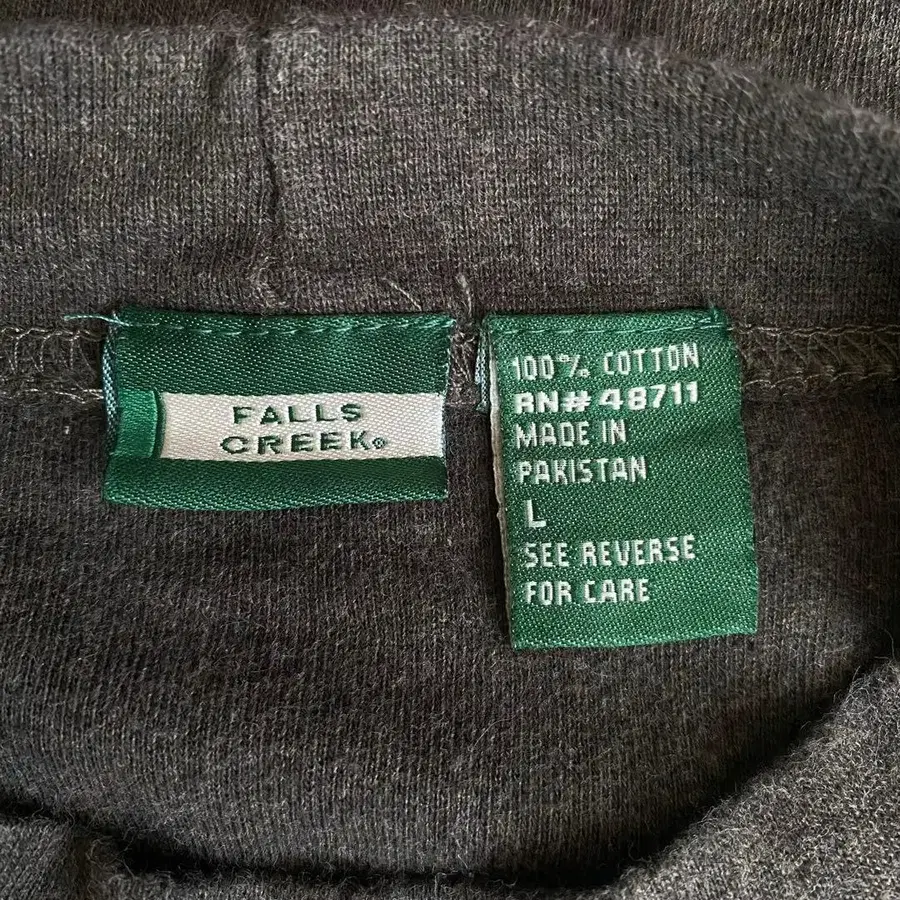 FALLS
CREEK®
100% COTTON
RN# 48711
MADE IN
PAKISTAN
L
SEE REVERSE
FOR CARE